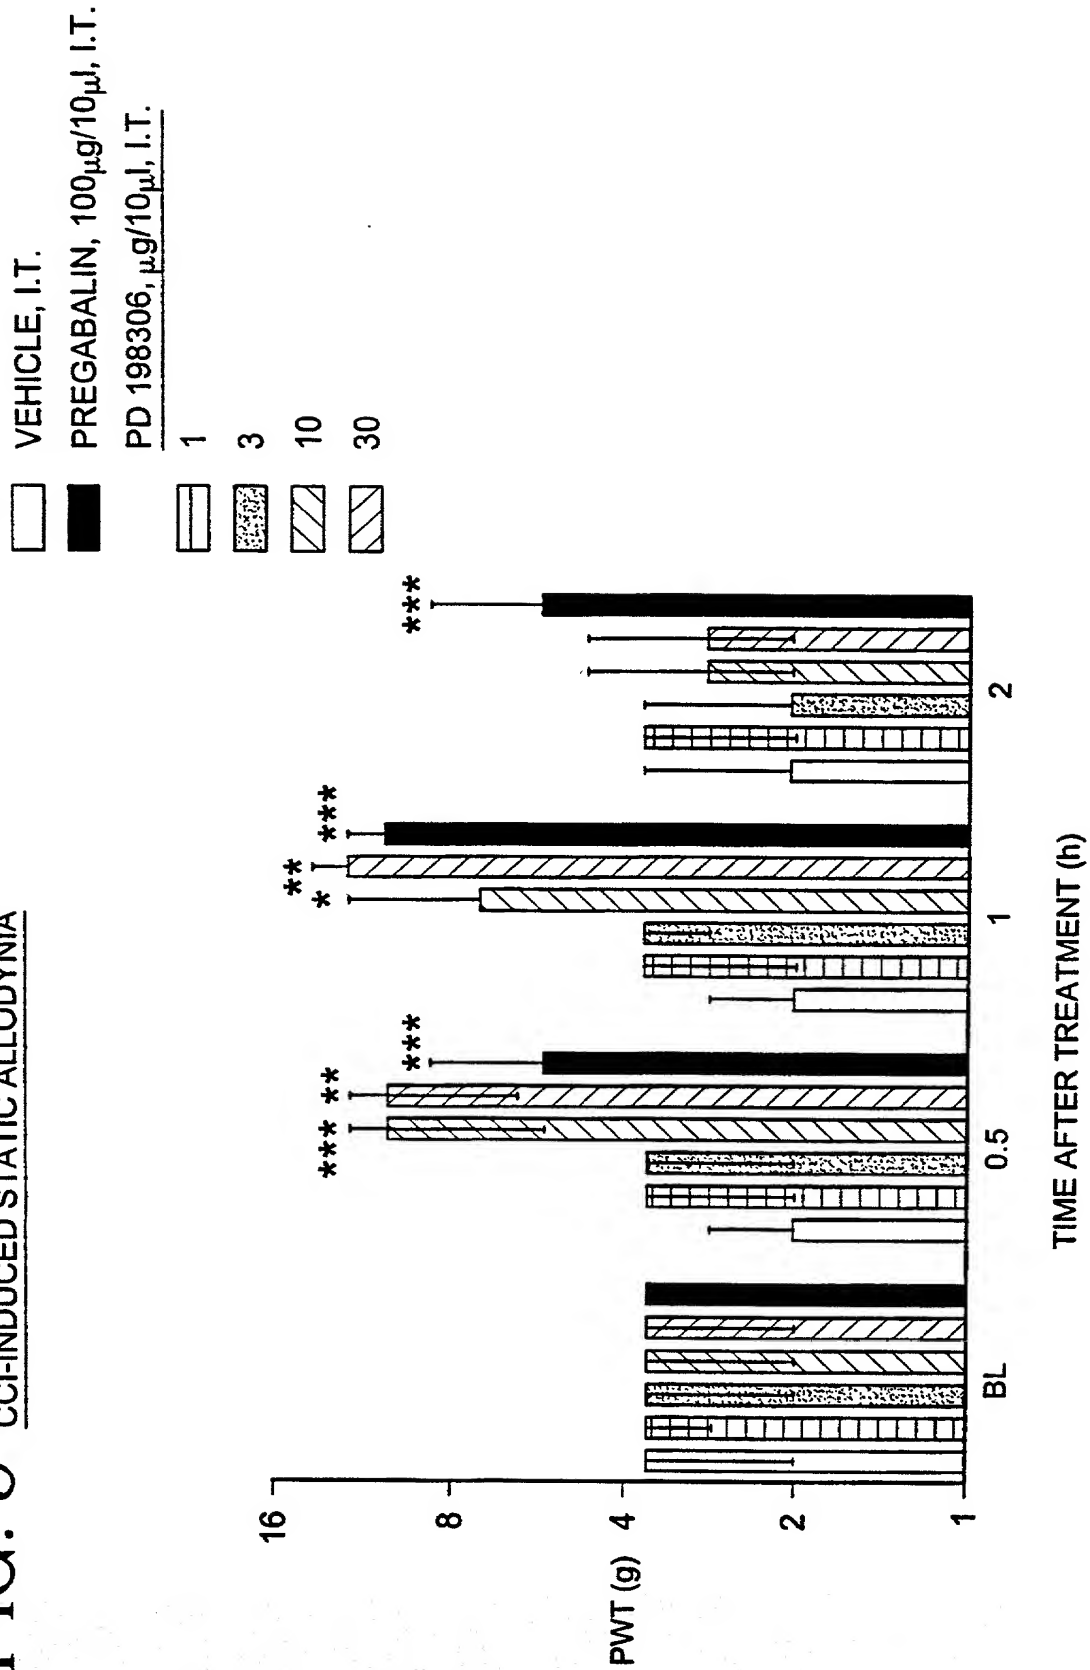 CCI-INDUCED STATIC ALLODYNIA
VEHICLE, I.T.
PREGABALIN, 100µg/10µl, I.T.
PD 198306, µg/10µl, I.T.
1
3
10
30
PWT (g)
16
8
4
2
1
***
**
***
*
**
***
***
BL
0.5
1
2
TIME AFTER TREATMENT (h)